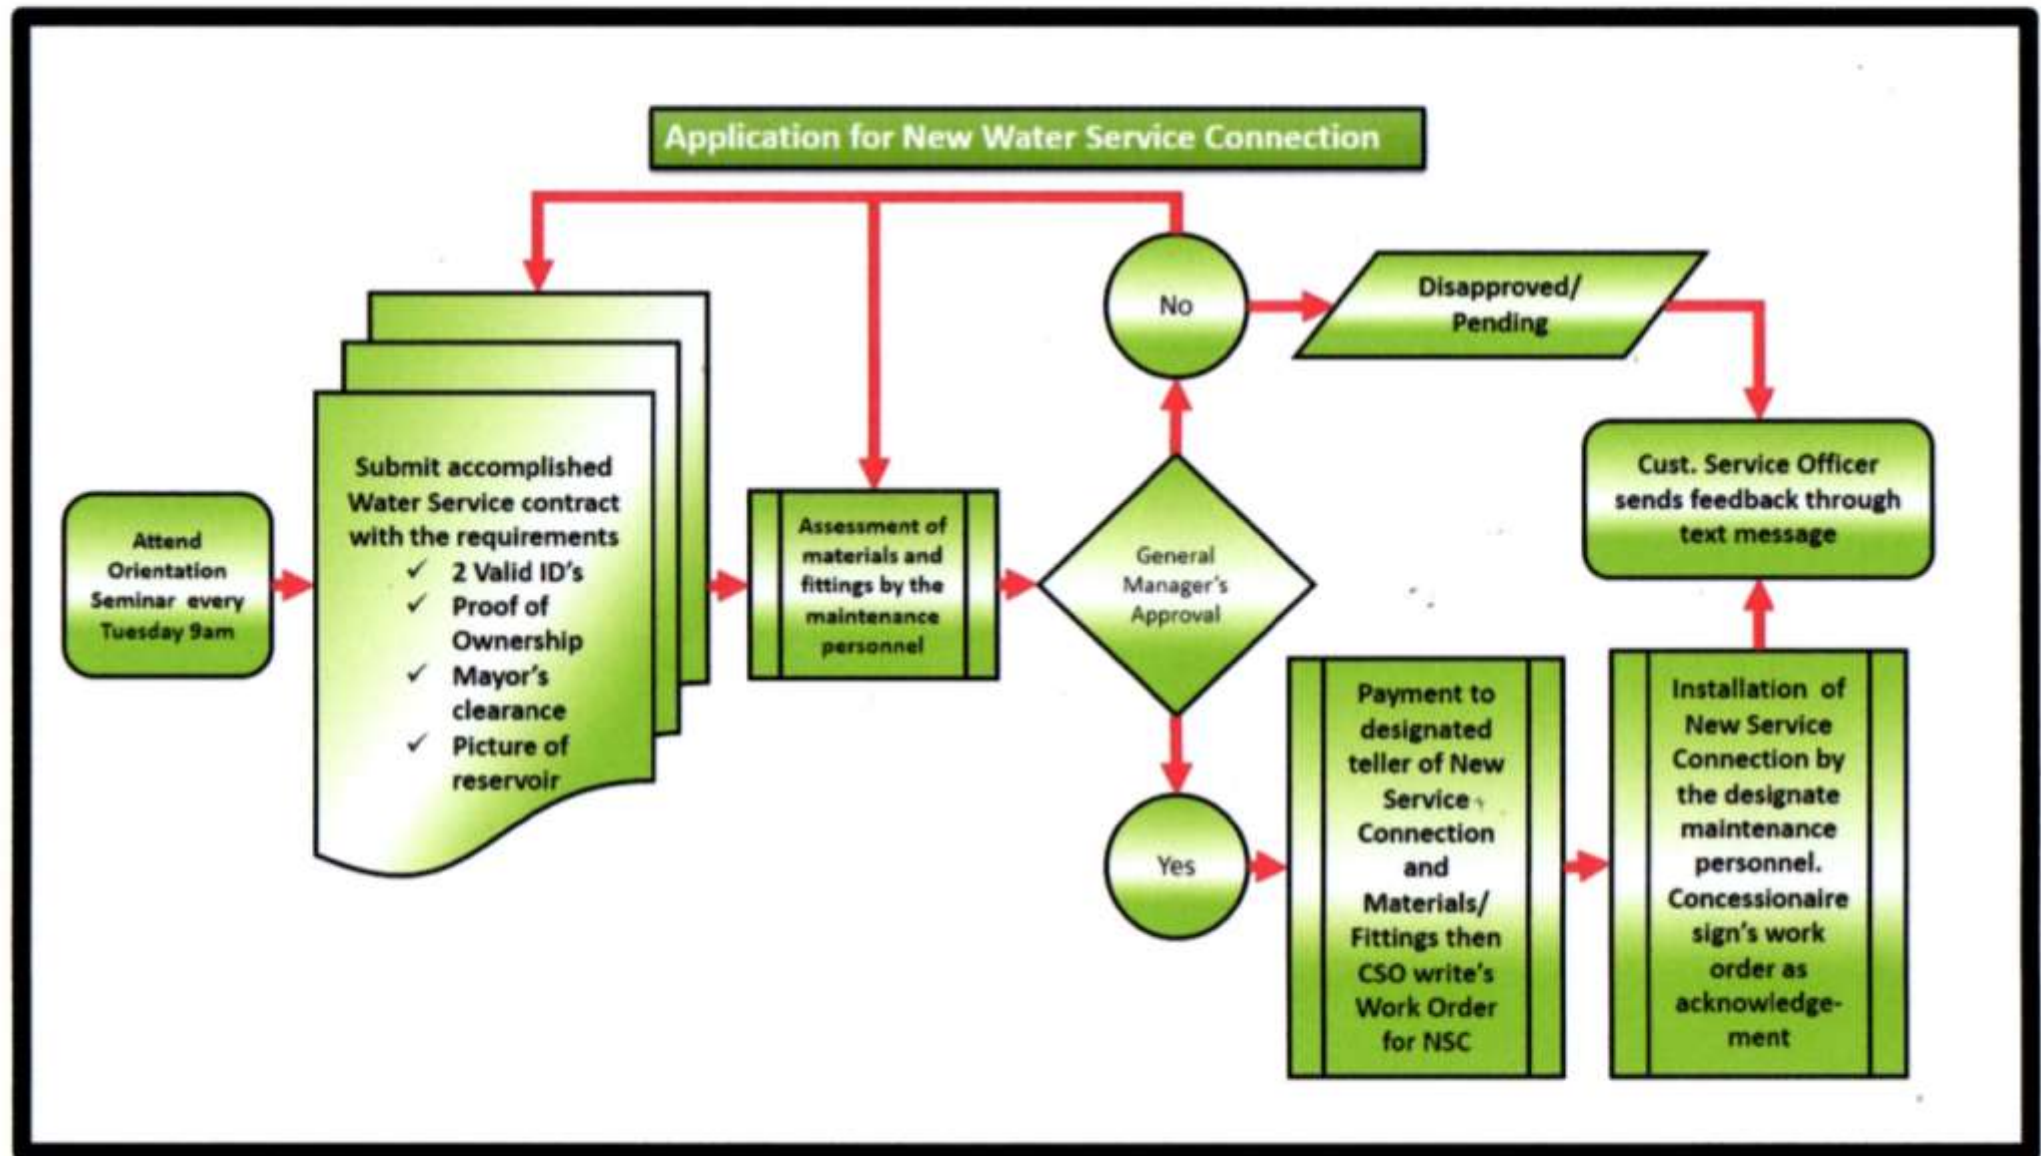 Application for New Water Service Connection
Attend
Orientation
Seminar every
Tuesday 9am
Submit accomplished
Water Service contract
with the requirements
✓ 2 Valid ID's
✓ Proof of
Ownership
✓ Mayor's
clearance
✓ Picture of
reservoir
Assessment of
materials and
fittings by the
maintenance
personnel
General
Manager's
Approval
No
Disapproved/
Pending
Cust. Service Officer
sends feedback through
text message
Yes
Payment to
designated
teller of New
Service
Connection
and
Materials/
Fittings then
CSO write's
Work Order
for NSC
Installation of
New Service
Connection by
the designate
maintenance
personnel.
Concessionaire
sign's work
order as
acknowledge-
ment